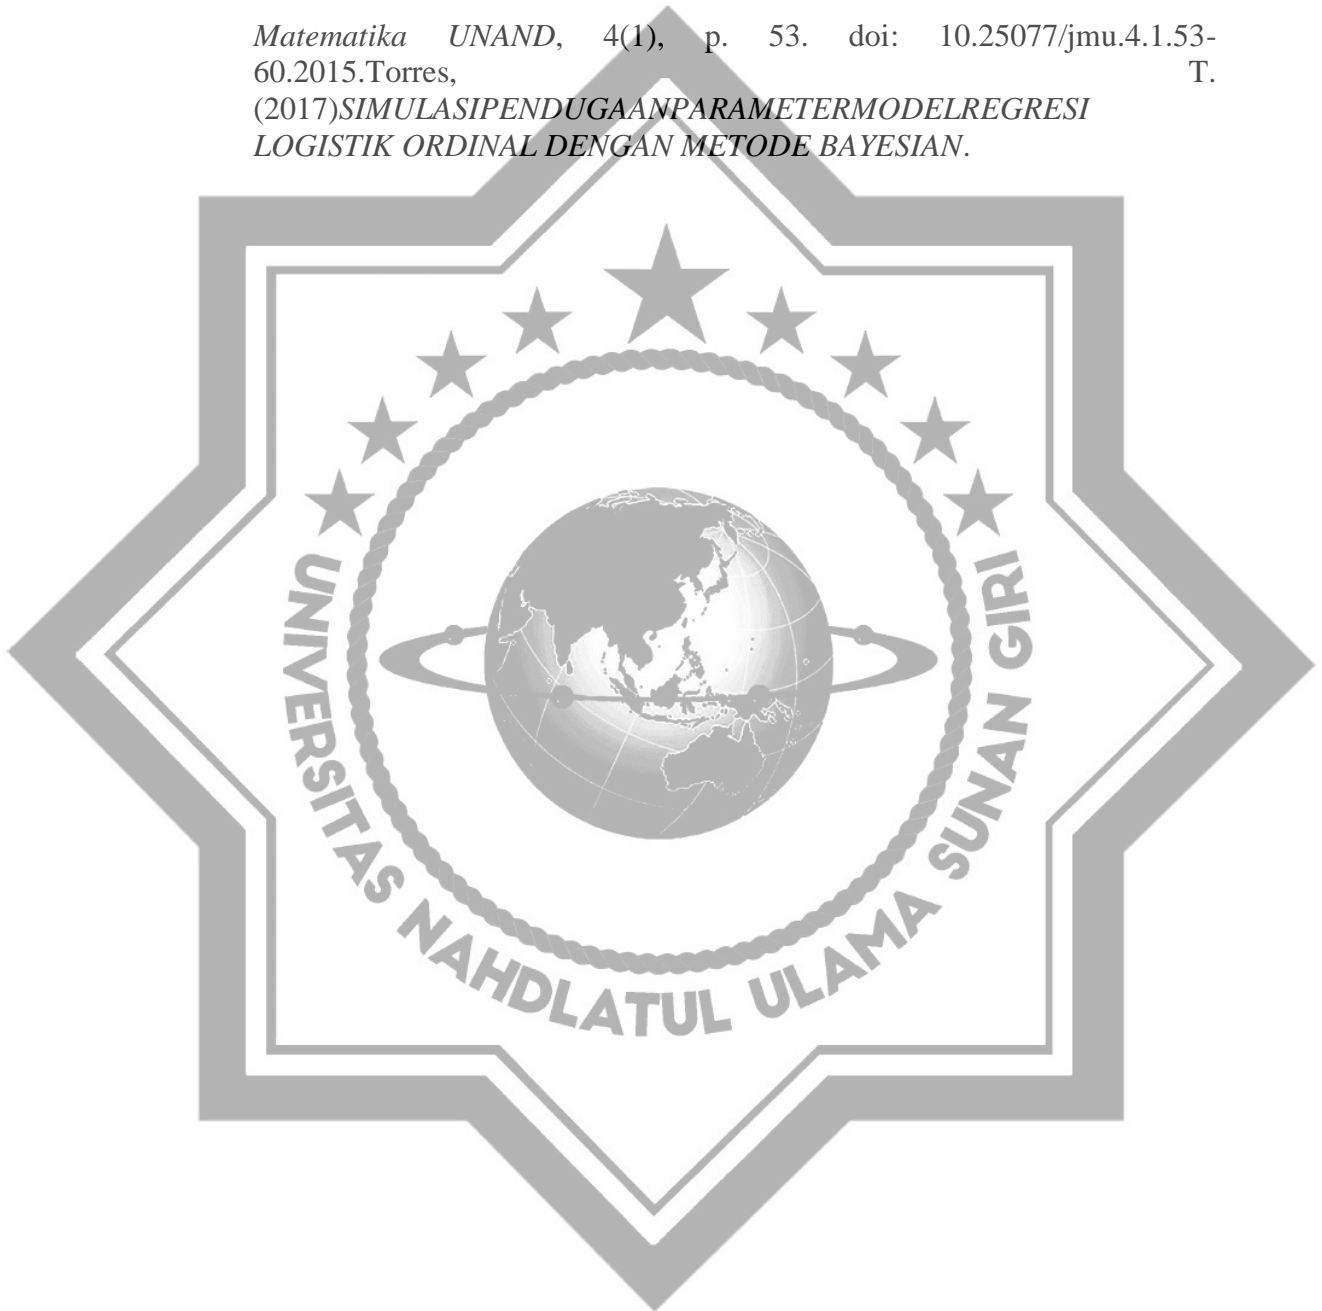 Matematika UNAND, 4(1), p. 53. doi: 10.25077/jmu.4.1.53-
60.2015.Torres, T.
(2017)SIMULASIPENDUGAANPARAMETERMODELREGRESI
LOGISTIK ORDINAL DENGAN METODE BAYESIAN.
UNIVERSITAS NAHDLATUL ULAMA SUNAN GIRI